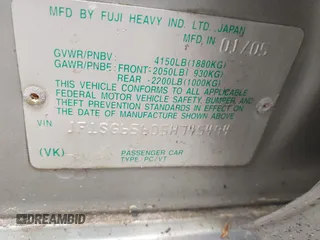 MFD BY FUJI HEAVY IND. LTD. JAPAN
MFD, IN 01/05
GVWR/PNBV 4150LB(1880KG)
GAWR/PNBE FRONT-2050LB( 930KG)
REAR -2200LB(1000KG)
THIS VEHICLE CONFORMS TO ALL APPLICABLE
FEDERAL MOTOR VEHICLE SAFETY, BUMPER, AND
THEFT PREVENTION STANDARDS IN EFFECT ON THE
DATE OF MANUFACTURE SHOWN ABOVE.
VIN
(VK)
PASSENGER CAR
TYPE: PC/VT
DREAMBID